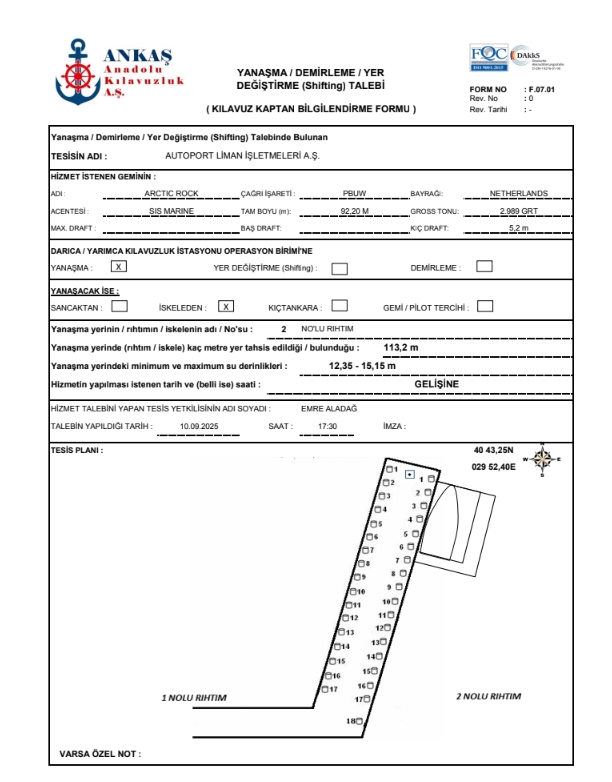 ANKAŞ
Anadolu
Kılavuzluk
A.Ş.
YANAŞMA / DEMİRLEME / YER
DEĞİŞTİRME (Shifting) TALEBİ
( KILAVUZ KAPTAN BİLGİLENDİRME FORMU )
FQC DAkkS
ISO 9001:2015
FORM NO : F.07.01
Rev. No : 0
Rev. Tarihi : -
Yanaşma / Demirleme / Yer Değiştirme (Shifting) Talebinde Bulunan
TESİSİN ADI : AUTOPORT LİMAN İŞLETMELERİ A.Ş.
HİZMET İSTENEN GEMİNİN :
ADI : ARCTIC ROCK ÇAĞRI İŞARETİ : PBUW BAYRAĞI: NETHERLANDS
ACENTESİ : SIS MARINE TAM BOYU (m): 92,20 M GROSS TONU: 2.989 GRT
MAX. DRAFT : BAŞ DRAFT: KIÇ DRAFT: 5,2 m
DARICA / YARIMCA KILAVUZLUK İSTASYONU OPERASYON BİRİMİ'NE
YANAŞMA : X YER DEĞİŞTİRME (Shifting) : DEMİRLEME :
YANAŞACAK İSE :
SANCAKTAN : İSKELEDEN : X KIÇTANKARA : GEMİ / PİLOT TERCİHİ :
Yanaşma yerinin / rıhtımın / iskelenin adı / No'su : 2 NO'LU RIHTIM
Yanaşma yerinde (rıhtım / iskele) kaç metre yer tahsis edildiği / bulunduğu : 113,2 m
Yanaşma yerindeki minimum ve maximum su derinlikleri : 12,35 - 15,15 m
Hizmetin yapılması istenen tarih ve (belli ise) saati : GELİŞİNE
HİZMET TALEBİNİ YAPAN TESİS YETKİLİSİNİN ADI SOYADI : EMRE ALADAĞ
TALEBİN YAPILDIĞI TARİH : 10.09.2025 SAAT : 17:30 İMZA :
TESİS PLANI : 40 43,25N
029 52,40E
N
W E
S
1 1
2 2
3 3
4 4
5 5
6 6
7 7
8 8
9 9
10 10
11 11
12 12
13 13
14 14
15 15
16 16
17 17
18
1 NOLU RIHTIM 2 NOLU RIHTIM
VARSA ÖZEL NOT :